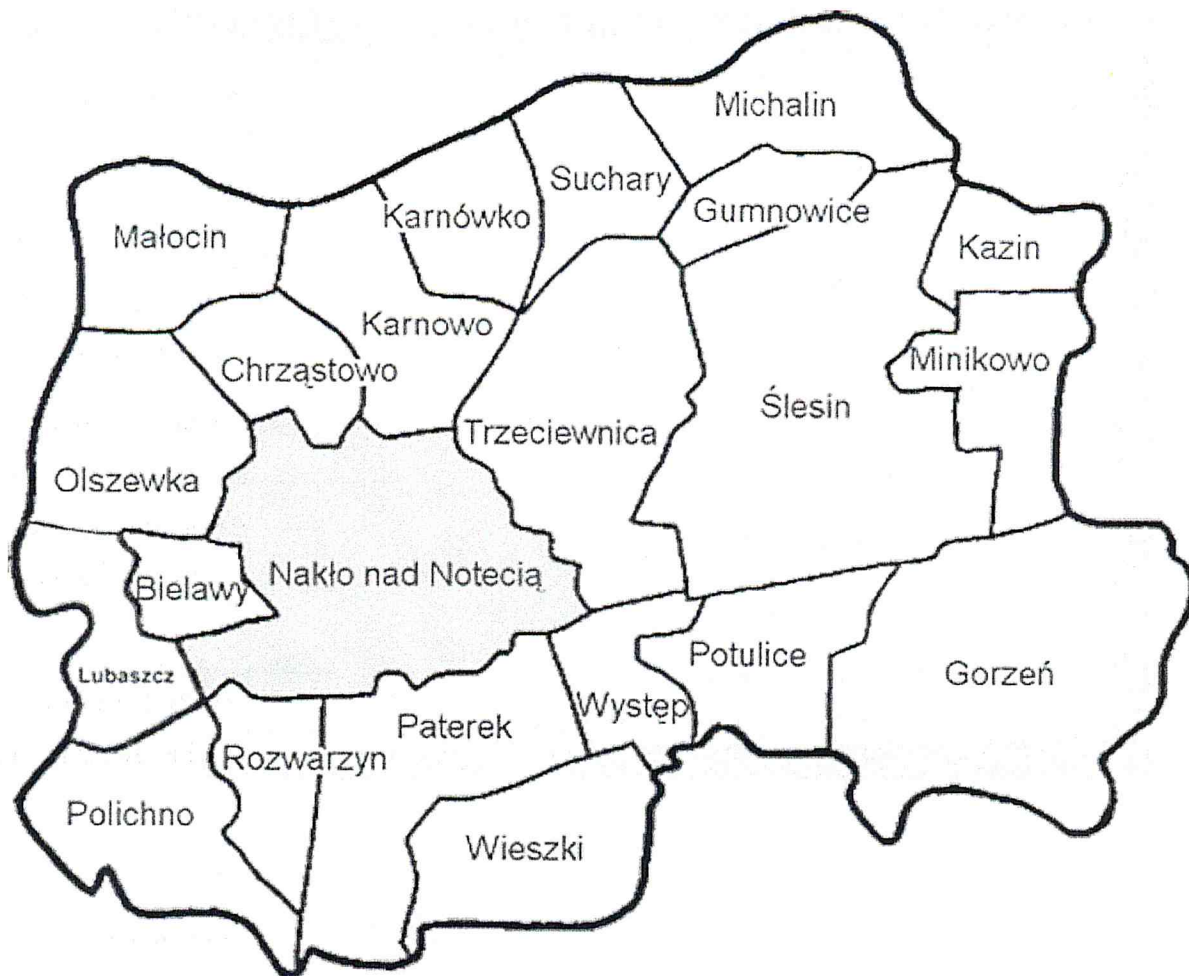 Michalin
Suchary
Karnówko
Gumnowice
Małocin
Kazin
Karnowo
Minikowo
Chrząstowo
Ślesin
Trzeciewnica
Olszewka
Nakło nad Notecią
Bielawy
Potulice
Lubaszcz
Gorzeń
Występ
Paterek
Rozwarzyn
Polichno
Wieszki